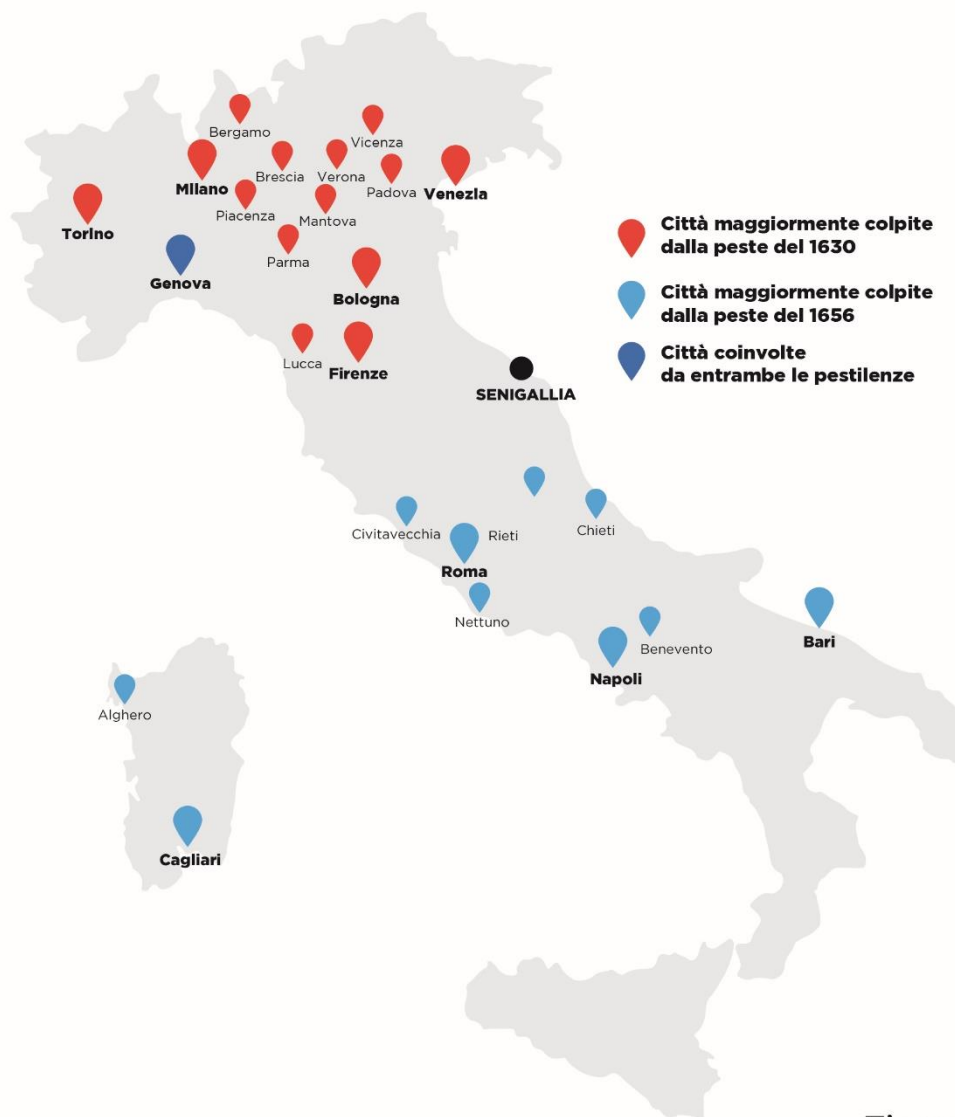 Bergamo
Vicenza
Milano
Brescia
Verona
Padova
Venezia
Piacenza
Mantova
Torino
Parma
Genova
Bologna
Lucca
Firenze
Città maggiormente colpite
dalla peste del 1630
Città maggiormente colpite
dalla peste del 1656
Città coinvolte
da entrambe le pestilenze
SENIGALLIA
Civitavecchia
Rieti
Chieti
Roma
Nettuno
Benevento
Bari
Napoli
Alghero
Cagliari